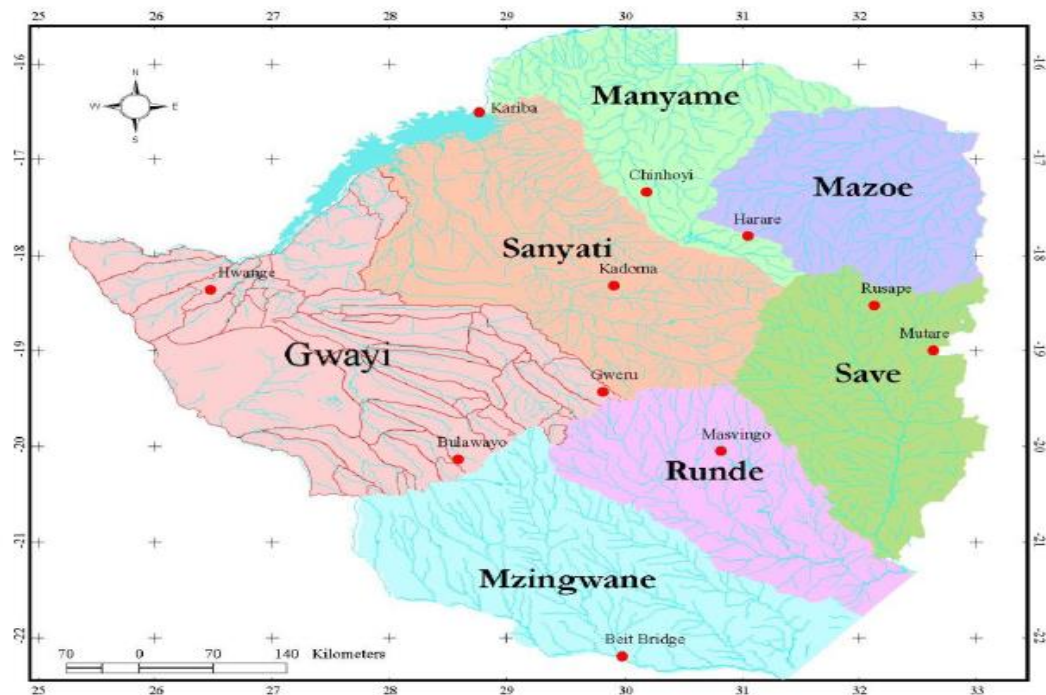 25 26 27 28 29 30 31 32 33
-16 -16
N
W E
S
Manyame
Kariba
-17 -17
Chinhoyi
Mazoe
Harare
-18 -18
Sanyati
Hwange
Kadoma
Rusape
Mutare
-19 -19
Gwayi
Gweru
Save
-20 -20
Bulawayo
Masvingo
Runde
-21 -21
Mzingwane
-22 -22
Beit Bridge
70 0 70 140 Kilometers
25 26 27 28 29 30 31 32 33